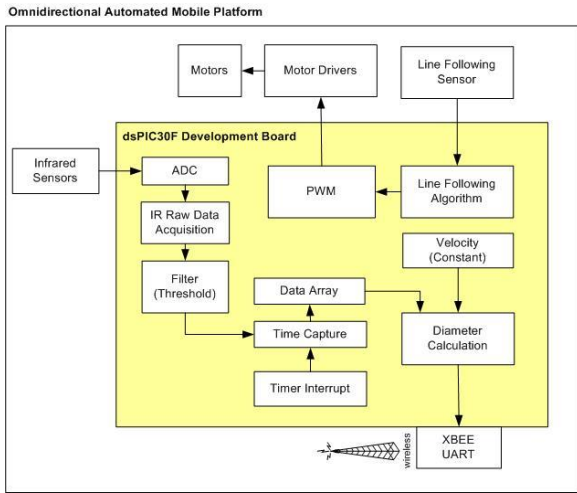 Omnidirectional Automated Mobile Platform
Motors
Motor Drivers
Line Following
Sensor
dsPIC30F Development Board
Infrared
Sensors
ADC
PWM
Line Following
Algorithm
IR Raw Data
Acquisition
Velocity
(Constant)
Filter
(Threshold)
Data Array
Time Capture
Diameter
Calculation
Timer Interrupt
wireless
XBEE
UART